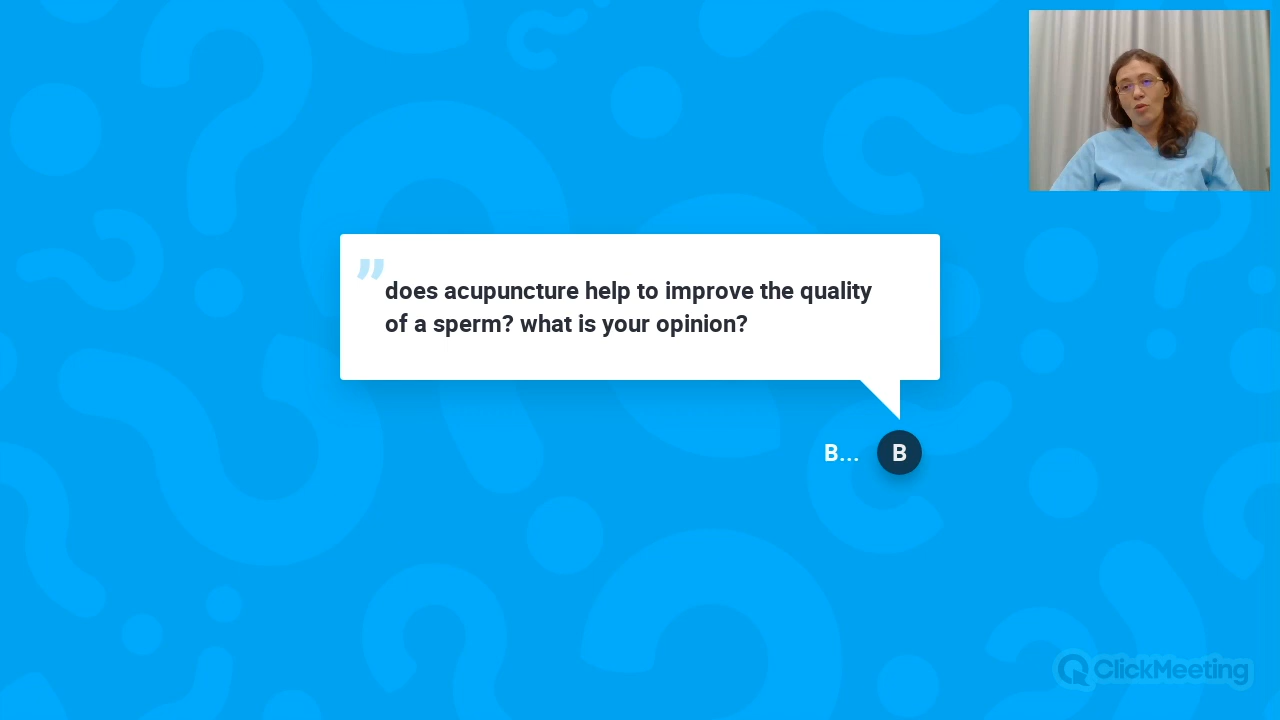 does acupuncture help to improve the quality
of a sperm? what is your opinion?
B... B
ClickMeeting